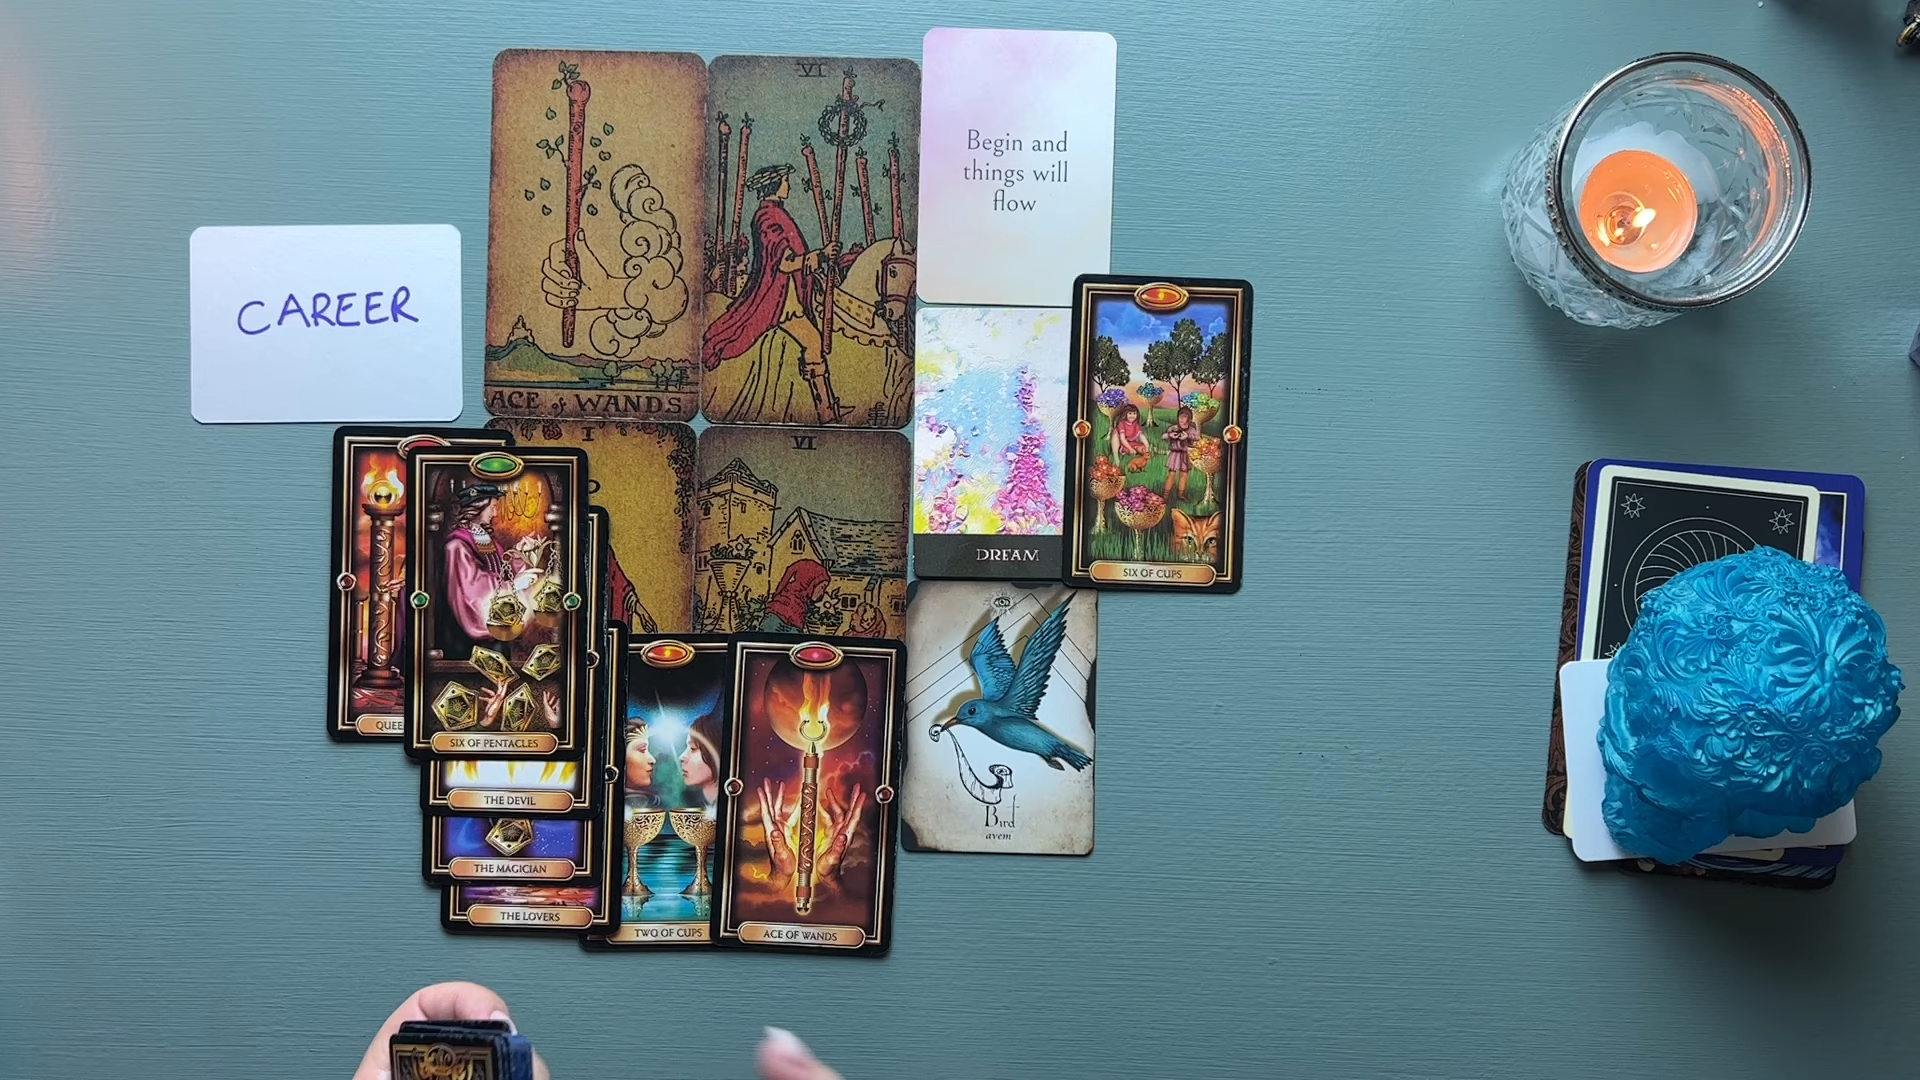 VI
Begin and
things will
flow
CAREER
ACE of WANDS
I
VI
DREAM
SIX OF CUPS
QUEE
SIX OF PENTACLES
THE DEVIL
THE MAGICIAN
THE LOVERS
TWO OF CUPS
ACE OF WANDS
Bird
avem